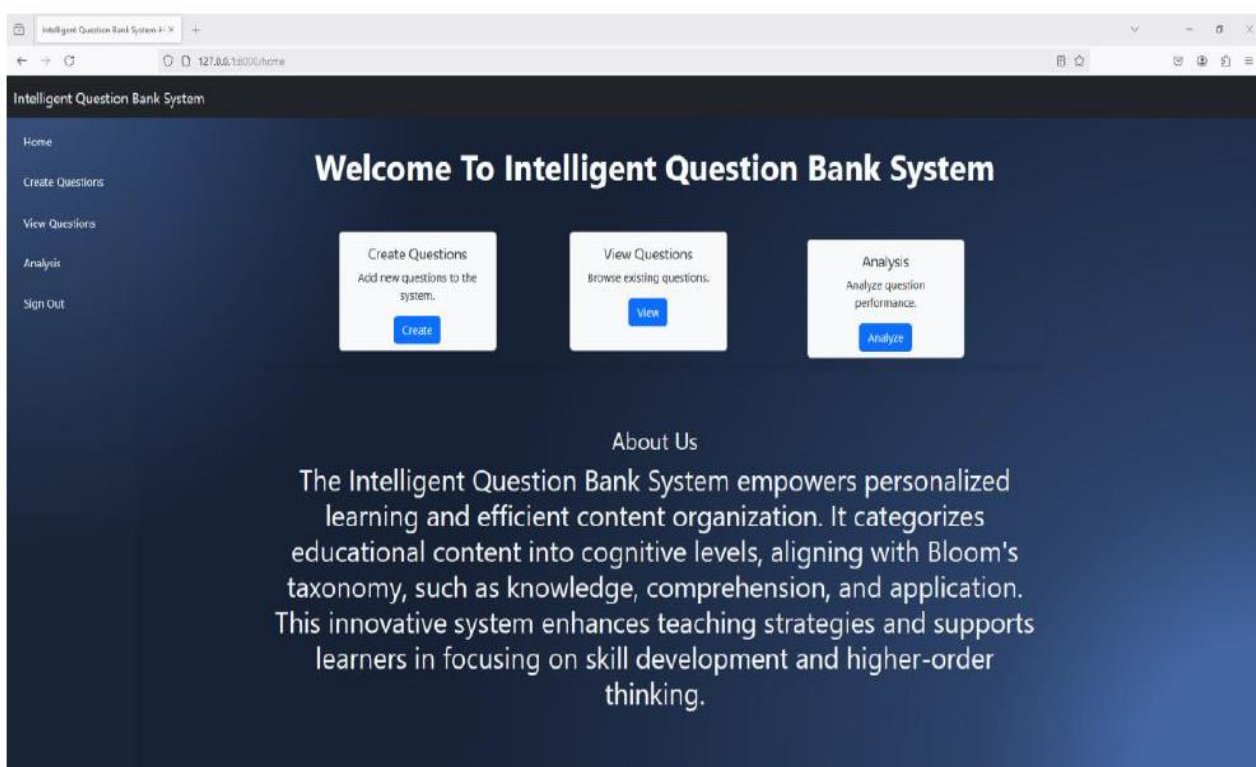 Intelligent Question Bank System
127.0.0.1:8000/home
Intelligent Question Bank System
Home
Create Questions
View Questions
Analysis
Sign Out
Welcome To Intelligent Question Bank System
Create Questions
Add new questions to the
system.
Create
View Questions
Browse existing questions.
View
Analysis
Analyze question
performance.
Analyze
About Us
The Intelligent Question Bank System empowers personalized
learning and efficient content organization. It categorizes
educational content into cognitive levels, aligning with Bloom's
taxonomy, such as knowledge, comprehension, and application.
This innovative system enhances teaching strategies and supports
learners in focusing on skill development and higher-order
thinking.